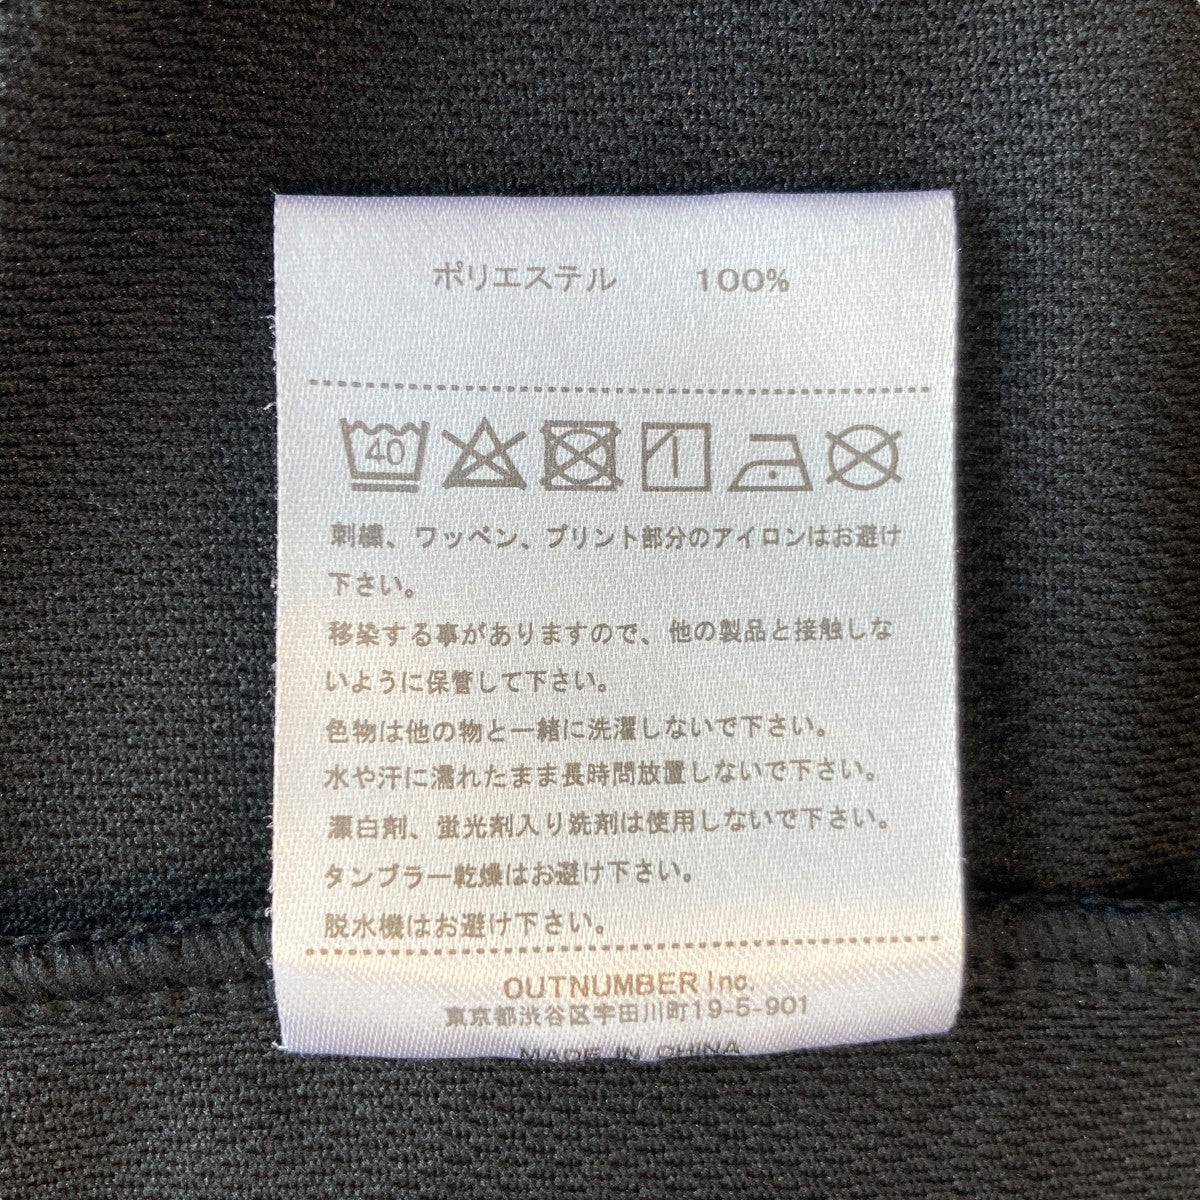 ポリエステル 100%
40
刺繍、ワッペン、プリント部分のアイロンはお避け
下さい。
移染する事がありますので、他の製品と接触しな
いように保管して下さい。
色物は他の物と一緒に洗濯しないで下さい。
水や汗に濡れたまま長時間放置しないで下さい。
漂白剤、蛍光剤入り洗剤は使用しないで下さい。
タンブラー乾燥はお避け下さい。
脱水機はお避け下さい。
OUTNUMBER Inc.
東京都渋谷区宇田川町19-5-901
MADE IN CHINA